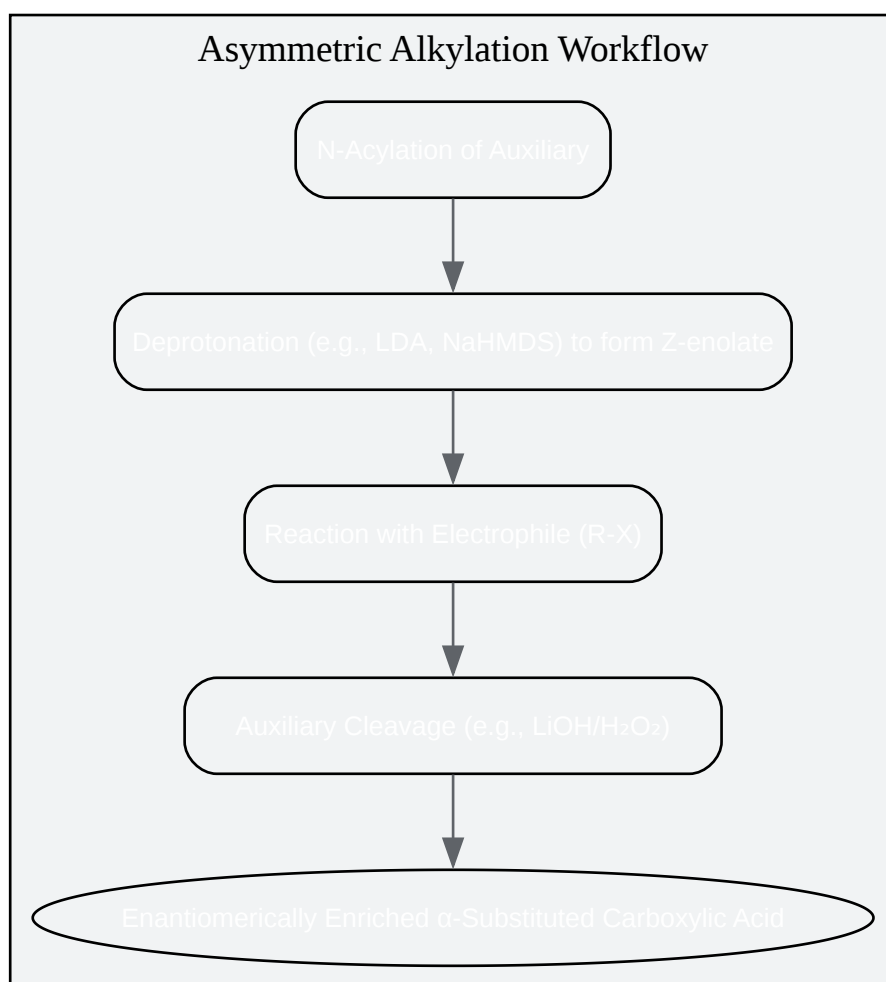 Asymmetric Alkylation Workflow
N-Acylation of Auxiliary
Deprotonation (e.g., LDA, NaHMDS) to form Z-enolate
Reaction with Electrophile (R-X)
Auxiliary Cleavage (e.g., LiOH/H₂O₂)
Enantiomerically Enriched α-Substituted Carboxylic Acid